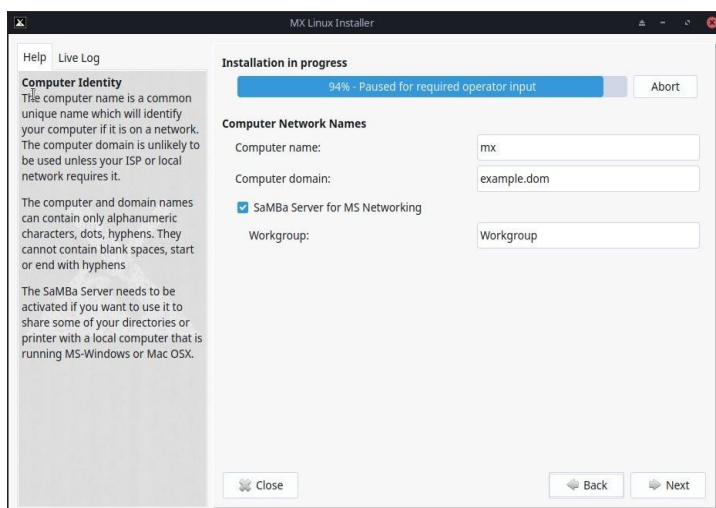 MX Linux Installer
Help
Live Log
Computer Identity
The computer name is a common
unique name which will identify
your computer if it is on a network.
The computer domain is unlikely to
be used unless your ISP or local
network requires it.
The computer and domain names
can contain only alphanumeric
characters, dots, hyphens. They
cannot contain blank spaces, start
or end with hyphens
The SaMBa Server needs to be
activated if you want to use it to
share some of your directories or
printer with a local computer that is
running MS-Windows or Mac OSX.
Installation in progress
94% - Paused for required operator input
Abort
Computer Network Names
Computer name:
mx
Computer domain:
example.dom
SaMBa Server for MS Networking
Workgroup:
Workgroup
Close
Back
Next